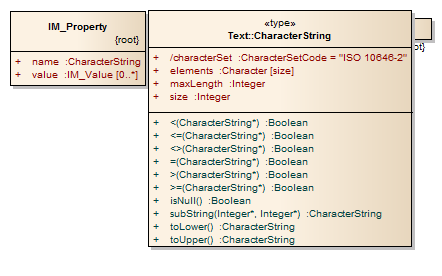 IM_Property
{root}
+ name :CharacterString
+ value :IM_Value [0..*]
«type»
Text::CharacterString
+ /characterSet :CharacterSetCode = "ISO 10646-2"
+ elements :Character [size]
+ maxLength :Integer
+ size :Integer
+ <(CharacterString*) :Boolean
+ <=(CharacterString*) :Boolean
+ <>(CharacterString*) :Boolean
+ =(CharacterString*) :Boolean
+ >(CharacterString*) :Boolean
+ >=(CharacterString*) :Boolean
+ isNull() :Boolean
+ subString(Integer*, Integer*) :CharacterString
+ toLower() :CharacterString
+ toUpper() :CharacterString